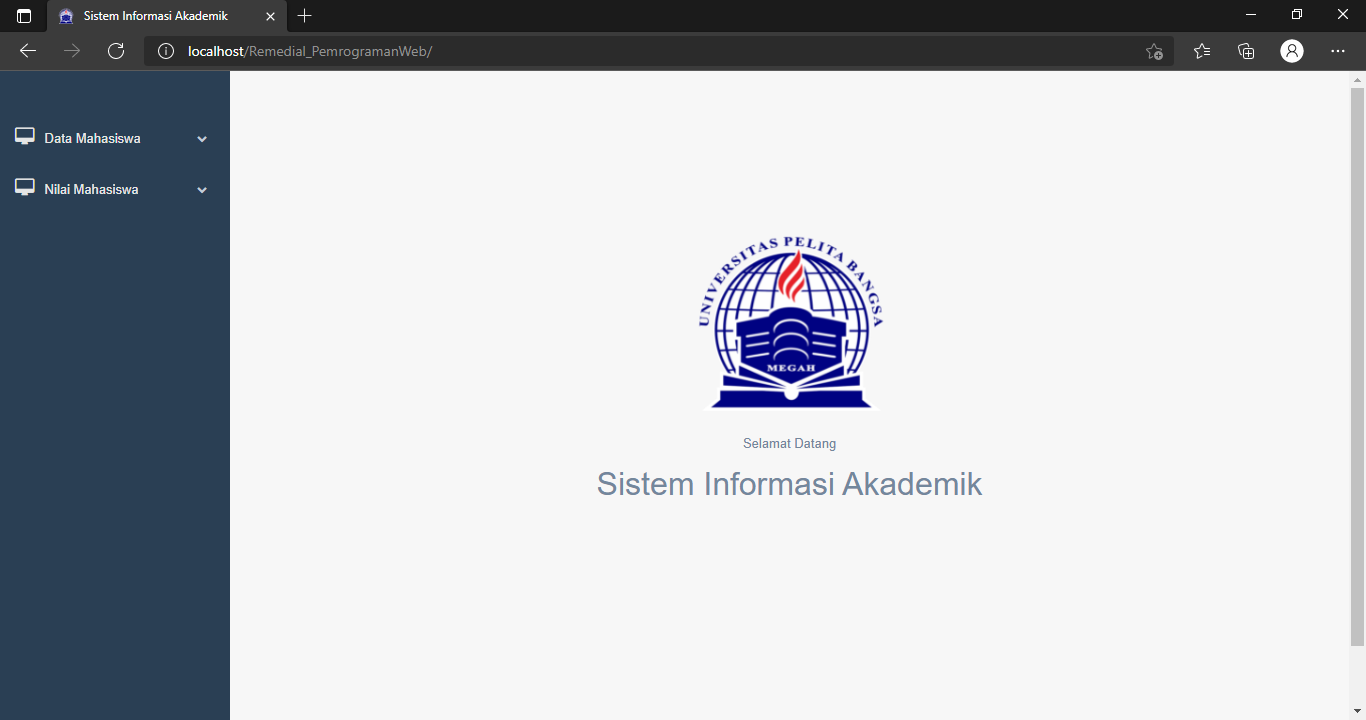 Sistem Informasi Akademik
localhost/Remedial_PemrogramanWeb/
Data Mahasiswa
Nilai Mahasiswa
UNIVERSITAS PELITA BANGSA
MEGAH
Selamat Datang
Sistem Informasi Akademik